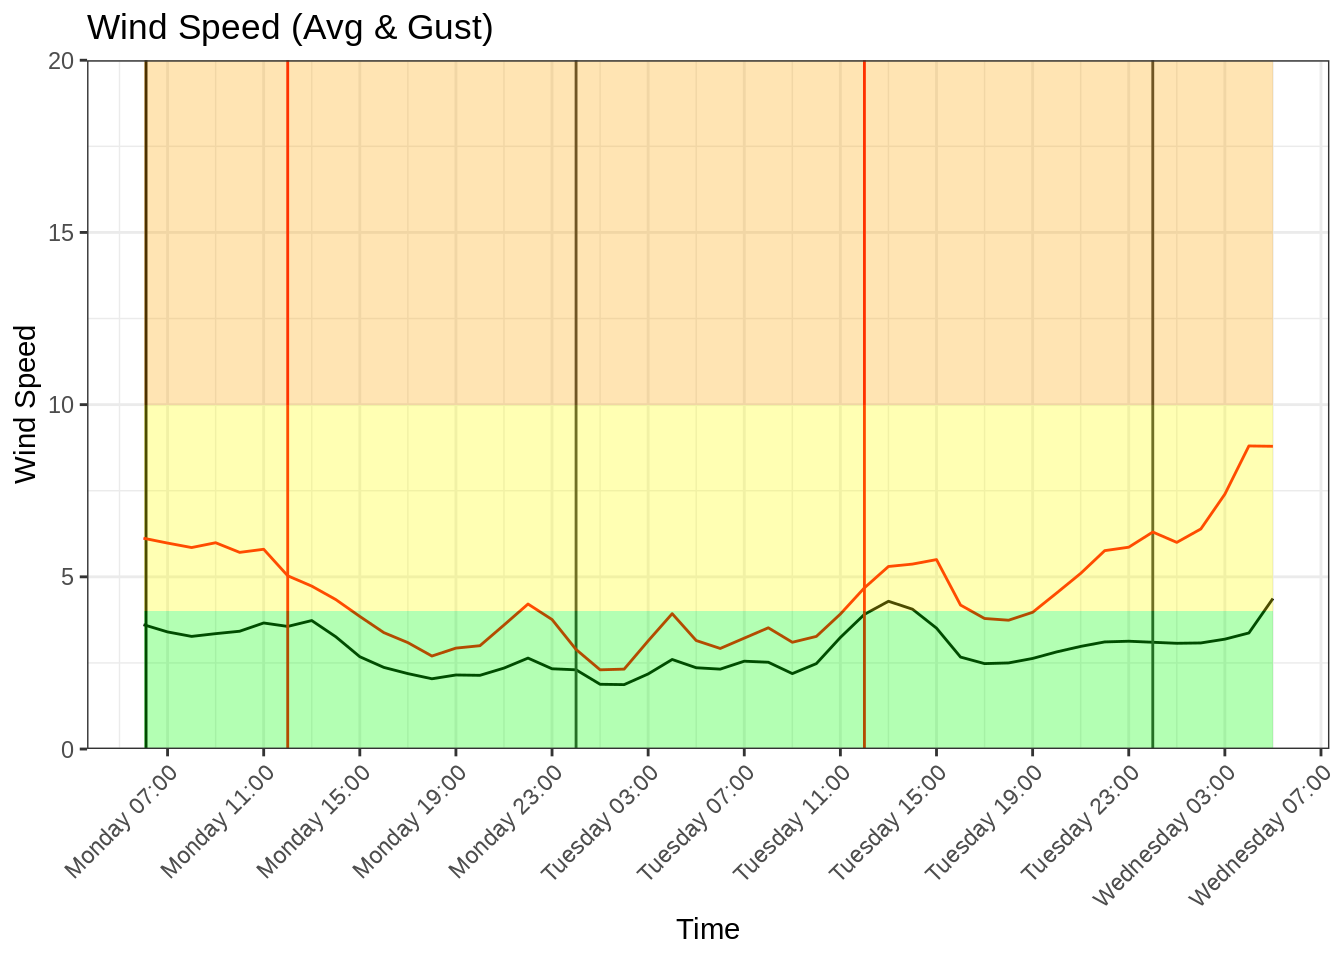 Wind Speed (Avg & Gust)
20
15
10
5
0
Wind Speed
Monday 07:00
Monday 11:00
Monday 15:00
Monday 19:00
Monday 23:00
Tuesday 03:00
Tuesday 07:00
Tuesday 11:00
Tuesday 15:00
Tuesday 19:00
Tuesday 23:00
Wednesday 03:00
Wednesday 07:00
Time